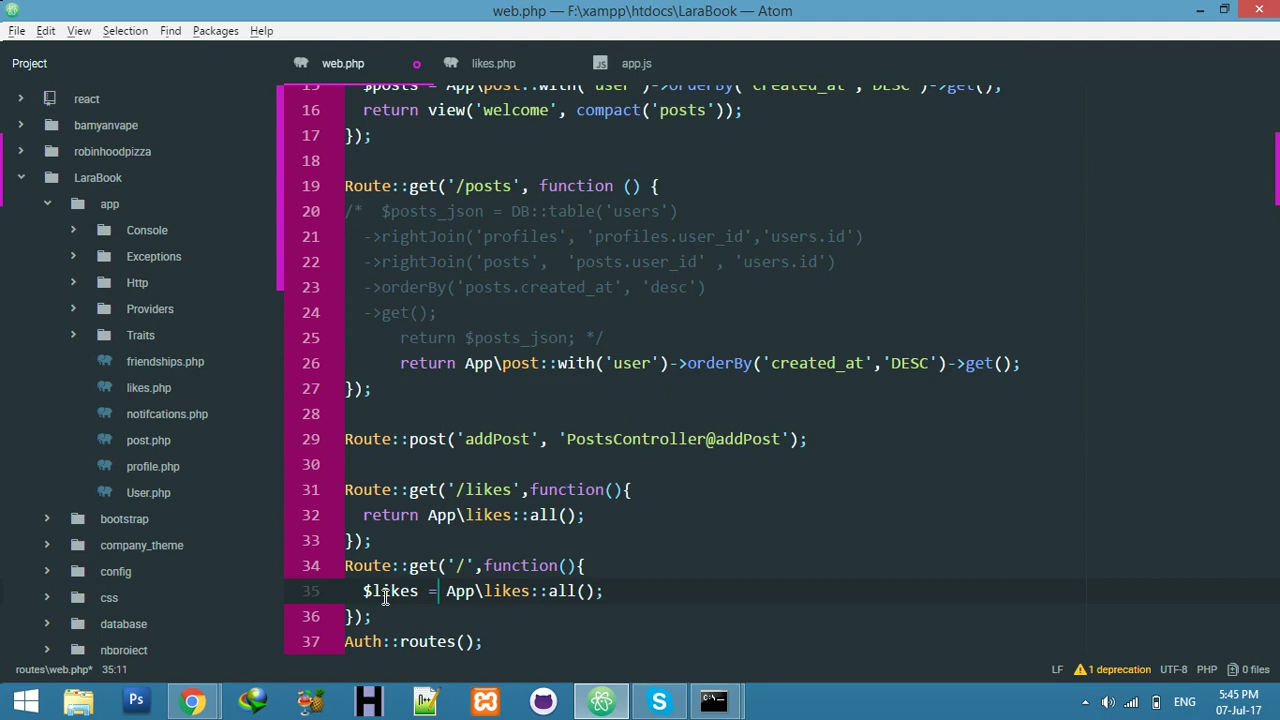 web.php — F:\xampp\htdocs\LaraBook — Atom
File Edit View Selection Find Packages Help
Project
web.php likes.php app.js
react
bamyanvape
robinhoodpizza
LaraBook
app
Console
Exceptions
Http
Providers
Traits
friendships.php
likes.php
notifcations.php
post.php
profile.php
User.php
bootstrap
company_theme
config
css
database
nbproject
15 $posts = App\post::with('user')->orderBy('created_at','DESC')->get();
16 return view('welcome', compact('posts'));
17 });
18
19 Route::get('/posts', function () {
20 /* $posts_json = DB::table('users')
21 ->rightJoin('profiles', 'profiles.user_id','users.id')
22 ->rightJoin('posts', 'posts.user_id' , 'users.id')
23 ->orderBy('posts.created_at', 'desc')
24 ->get();
25 return $posts_json; */
26 return App\post::with('user')->orderBy('created_at','DESC')->get();
27 });
28
29 Route::post('addPost', 'PostsController@addPost');
30
31 Route::get('/likes',function(){
32 return App\likes::all();
33 });
34 Route::get('/',function(){
35 $likes = App\likes::all();
36 });
37 Auth::routes();
routes\web.php* 35:11 LF 1 deprecation UTF-8 PHP 0 files
Ps H S ENG 5:45 PM
07-Jul-17